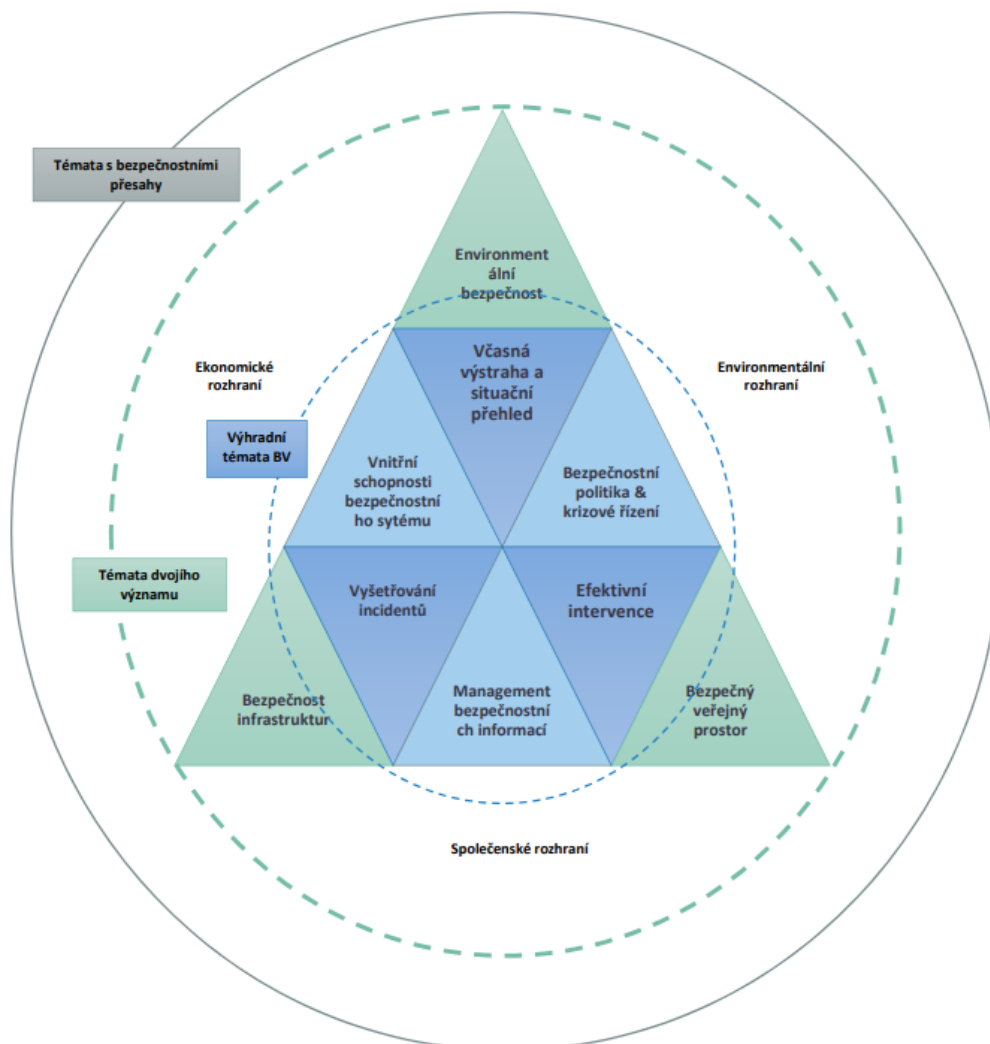 Témata s bezpečnostními
přesahy
Environment
ální
bezpečnost
Ekonomické
rozhraní
Včasná
výstraha a
situační
přehled
Environmentální
rozhraní
Výhradní
témata BV
Vnitřní
schopnosti
bezpečnostní
ho sytému
Bezpečnostní
politika &
krizové řízení
Témata dvojího
významu
Vyšetřování
incidentů
Efektivní
intervence
Bezpečnost
infrastruktur
Management
bezpečnostní
ch informací
Bezpečný
veřejný
prostor
Společenské rozhraní